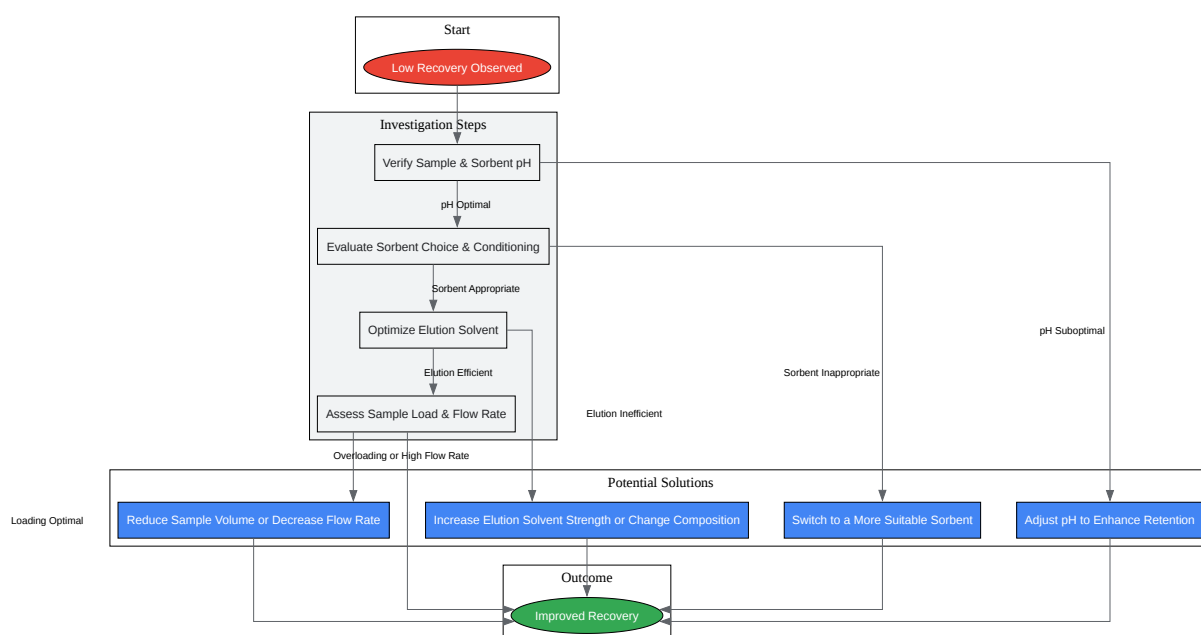 Start
Low Recovery Observed
Investigation Steps
Verify Sample & Sorbent pH
pH Optimal
Evaluate Sorbent Choice & Conditioning
Sorbent Appropriate
Optimize Elution Solvent
pH Suboptimal
Elution Efficient
Sorbent Inappropriate
Assess Sample Load & Flow Rate
Elution Inefficient
Overloading or High Flow Rate
Potential Solutions
Loading Optimal
Reduce Sample Volume or Decrease Flow Rate
Increase Elution Solvent Strength or Change Composition
Switch to a More Suitable Sorbent
Adjust pH to Enhance Retention
Outcome
Improved Recovery